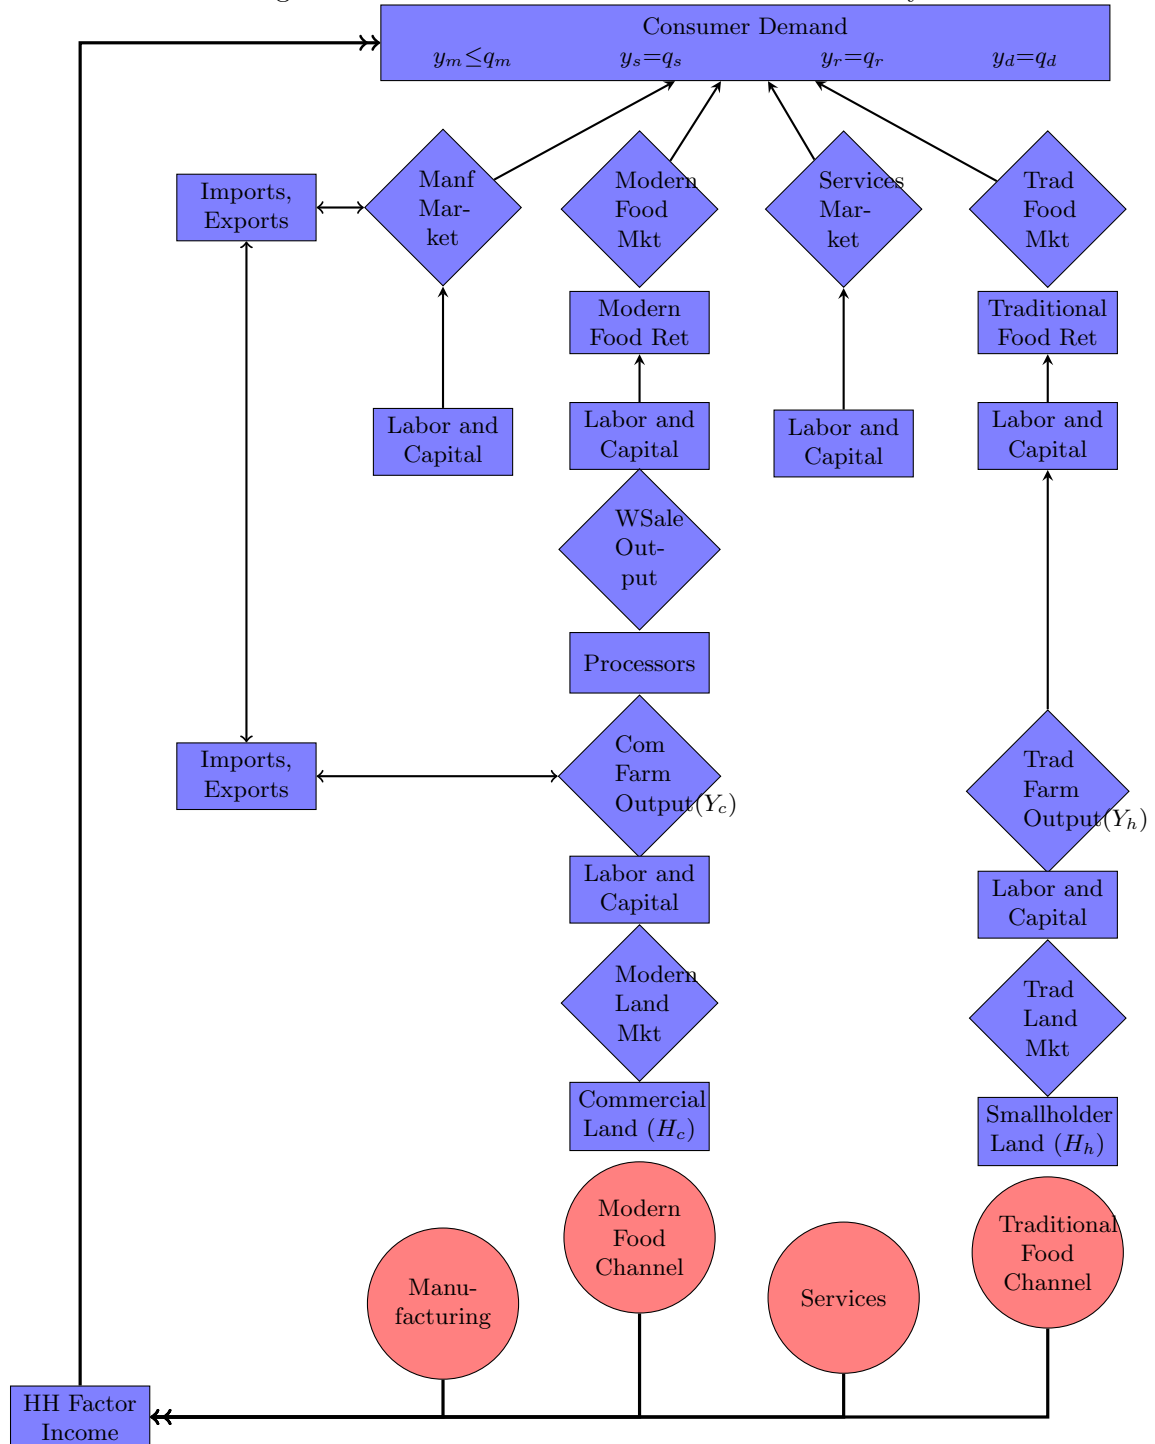 Consumer Demand
y_m≤q_m y_s=q_s y_r=q_r y_d=q_d
Imports,
Exports
Manf
Mar-
ket
Modern
Food
Mkt
Services
Mar-
ket
Trad
Food
Mkt
Modern
Food Ret
Traditional
Food Ret
Labor and
Capital
Labor and
Capital
Labor and
Capital
Labor and
Capital
WSale
Out-
put
Processors
Imports,
Exports
Com
Farm
Output(Y_c)
Trad
Farm
Output(Y_h)
Labor and
Capital
Labor and
Capital
Modern
Land
Mkt
Trad
Land
Mkt
Commercial
Land (H_c)
Smallholder
Land (H_h)
Manu-
facturing
Modern
Food
Channel
Services
Traditional
Food
Channel
HH Factor
Income